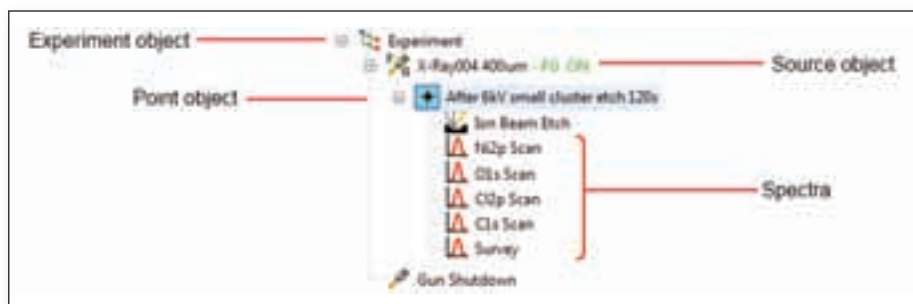 Experiment object
Experiment
X-Ray004 400um - FG ON
Source object
Point object
After 6kV small cluster etch 120s
Ion Beam Etch
Ni2p Scan
O1s Scan
Cl2p Scan
C1s Scan
Survey
Spectra
Gun Shutdown